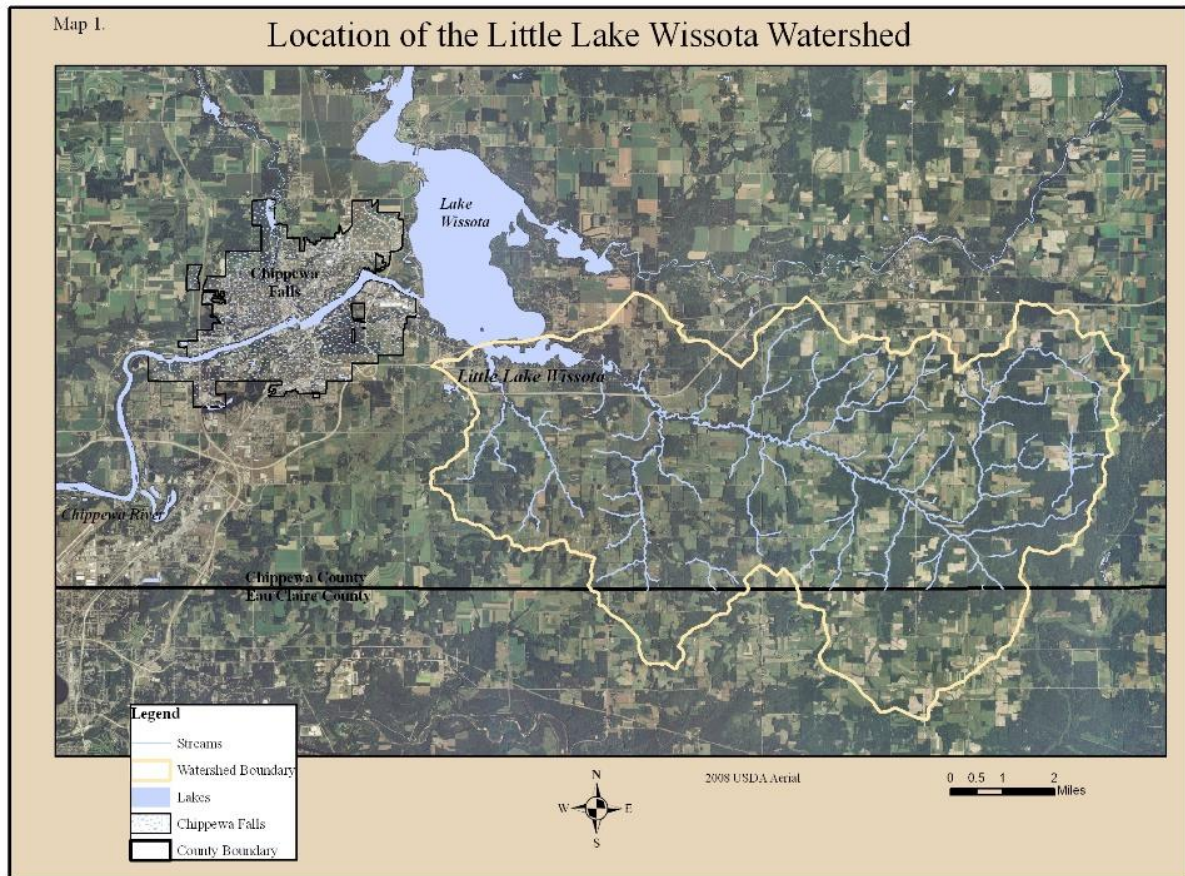 Map 1.
Location of the Little Lake Wissota Watershed
Lake
Wissota
Chippewa
Falls
Little Lake Wissota
Chippewa River
Chippewa County
Eau Claire County
Legend
Streams
Watershed Boundary
Lakes
Chippewa Falls
County Boundary
N
W
E
S
2008 USDA Aerial
0 0.5 1 2
Miles